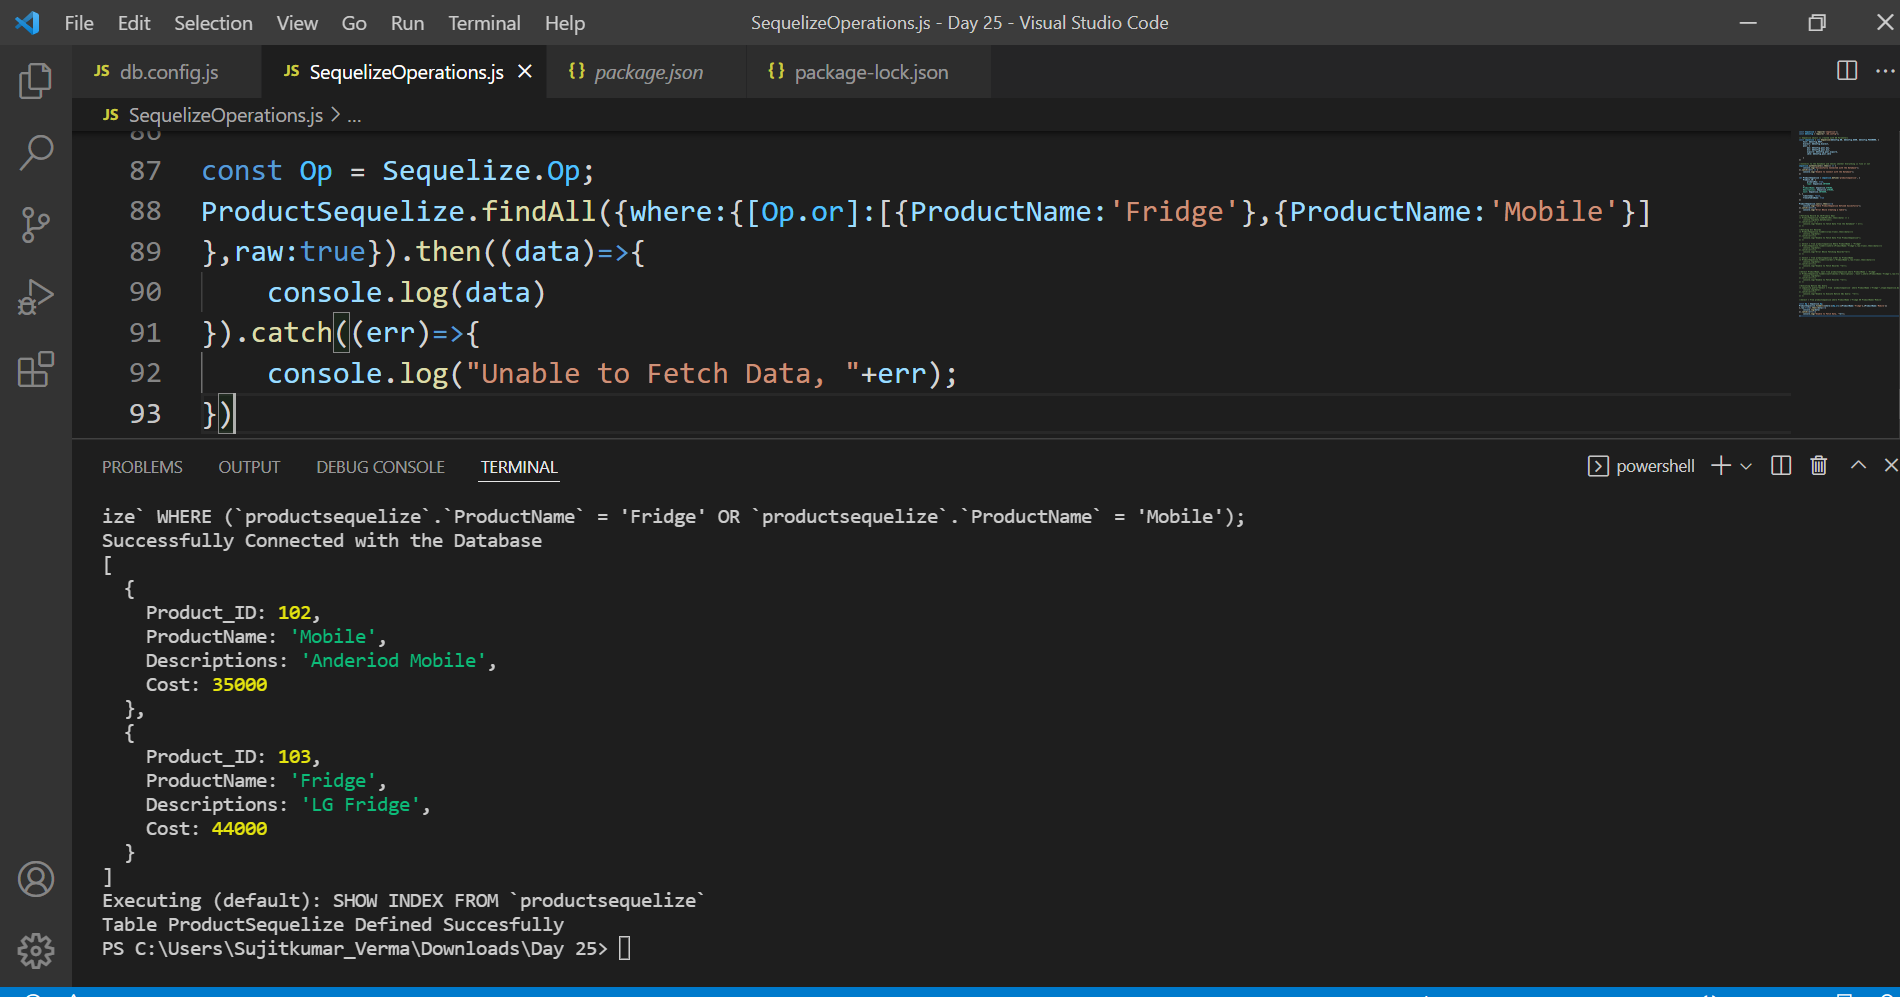 File Edit Selection View Go Run Terminal Help SequelizeOperations.js - Day 25 - Visual Studio Code
JS db.config.js JS SequelizeOperations.js {} package.json {} package-lock.json
JS SequelizeOperations.js > ...
86
87 const Op = Sequelize.Op;
88 ProductSequelize.findAll({where:{[Op.or]:[{ProductName:'Fridge'},{ProductName:'Mobile'}]
89 },raw:true}).then((data)=>{
90 console.log(data)
91 }).catch((err)=>{
92 console.log("Unable to Fetch Data, "+err);
93 })
PROBLEMS OUTPUT DEBUG CONSOLE TERMINAL powershell
ize` WHERE (`productsequelize`.`ProductName` = 'Fridge' OR `productsequelize`.`ProductName` = 'Mobile');
Successfully Connected with the Database
[
{
Product_ID: 102,
ProductName: 'Mobile',
Descriptions: 'Anderiod Mobile',
Cost: 35000
},
{
Product_ID: 103,
ProductName: 'Fridge',
Descriptions: 'LG Fridge',
Cost: 44000
}
]
Executing (default): SHOW INDEX FROM `productsequelize`
Table ProductSequelize Defined Succesfully
PS C:\Users\Sujitkumar_Verma\Downloads\Day 25>